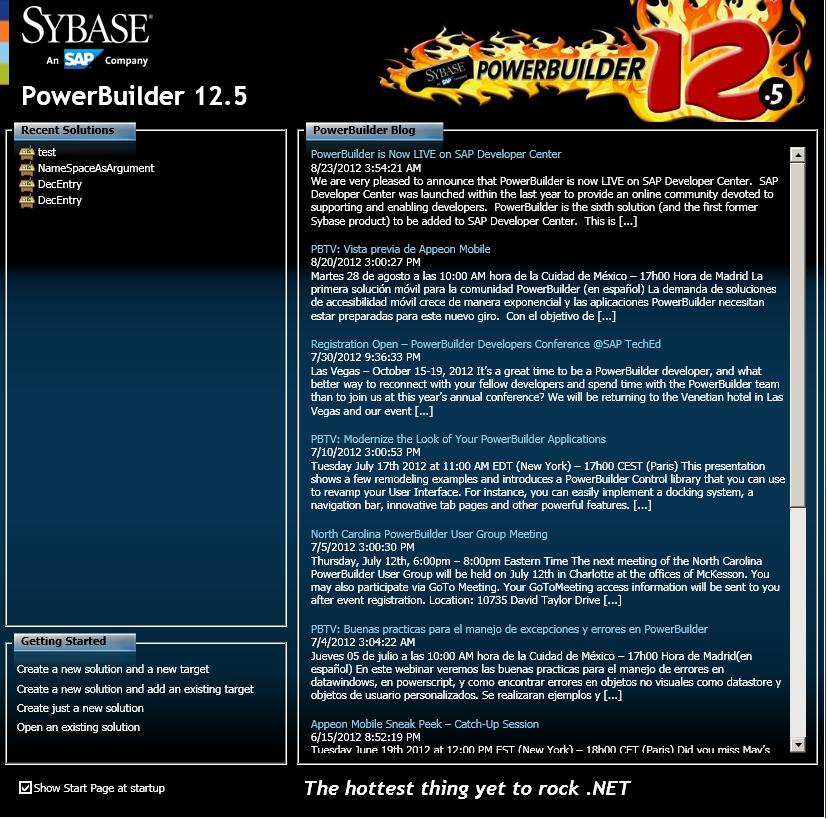 SYBASE®
An SAP Company
PowerBuilder 12.5
SYBASE POWERBUILDER 12.5
Recent Solutions
test
NameSpaceAsArgument
DecEntry
DecEntry
Getting Started
Create a new solution and a new target
Create a new solution and add an existing target
Create just a new solution
Open an existing solution
PowerBuilder Blog
PowerBuilder is Now LIVE on SAP Developer Center
8/23/2012 3:54:21 AM
We are very pleased to announce that PowerBuilder is now LIVE on SAP Developer Center.  SAP
Developer Center was launched within the last year to provide an online community devoted to
supporting and enabling developers.  PowerBuilder is the sixth solution (and the first former
Sybase product) to be added to SAP Developer Center.  This is [...]
PBTV: Vista previa de Appeon Mobile
8/20/2012 3:00:27 PM
Martes 28 de agosto a las 10:00 AM hora de la Cuidad de México – 17h00 Hora de Madrid La
primera solución móvil para la comunidad PowerBuilder (en español) La demanda de soluciones
de accesibilidad móvil crece de manera exponencial y las aplicaciones PowerBuilder necesitan
estar preparadas para este nuevo giro.  Con el objetivo de [...]
Registration Open – PowerBuilder Developers Conference @SAP TechEd
7/30/2012 9:36:33 PM
Las Vegas – October 15-19, 2012 It's a great time to be a PowerBuilder developer, and what
better way to reconnect with your fellow developers and spend time with the PowerBuilder team
than to join us at this year's annual conference? We will be returning to the Venetian hotel in Las
Vegas and our event [...]
PBTV: Modernize the Look of Your PowerBuilder Applications
7/10/2012 3:00:53 PM
Tuesday July 17th 2012 at 11:00 AM EDT (New York) – 17h00 CEST (Paris) This presentation
shows a few remodeling examples and introduces a PowerBuilder Control library that you can use
to revamp your User Interface. For instance, you can easily implement a docking system, a
navigation bar, innovative tab pages and other powerful features. [...]
North Carolina PowerBuilder User Group Meeting
7/5/2012 3:00:30 PM
Thursday, July 12th, 6:00pm – 8:00pm Eastern Time The next meeting of the North Carolina
PowerBuilder User Group will be held on July 12th in Charlotte at the offices of McKesson. You
may also participate via GoTo Meeting. Your GoToMeeting access information will be sent to you
after event registration. Location: 10735 David Taylor Drive [...]
PBTV: Buenas practicas para el manejo de excepciones y errores en PowerBuilder
7/4/2012 3:04:22 AM
Jueves 05 de julio a las 10:00 AM hora de la Cuidad de México – 17h00 Hora de Madrid(en
español) En este webinar veremos las buenas practicas para el manejo de errores en
datawindows, en powerscript, y como encontrar errores en objetos no visuales como datastore y
objetos de usuario personalizados. Se realizaran ejemplos y [...]
Appeon Mobile Sneak Peek – Catch-Up Session
6/15/2012 8:52:19 PM
Tuesday June 19th 2012 at 12:00 PM EST (New York) – 18h00 CET (Paris) Did you miss May's
Show Start Page at startup
The hottest thing yet to rock .NET